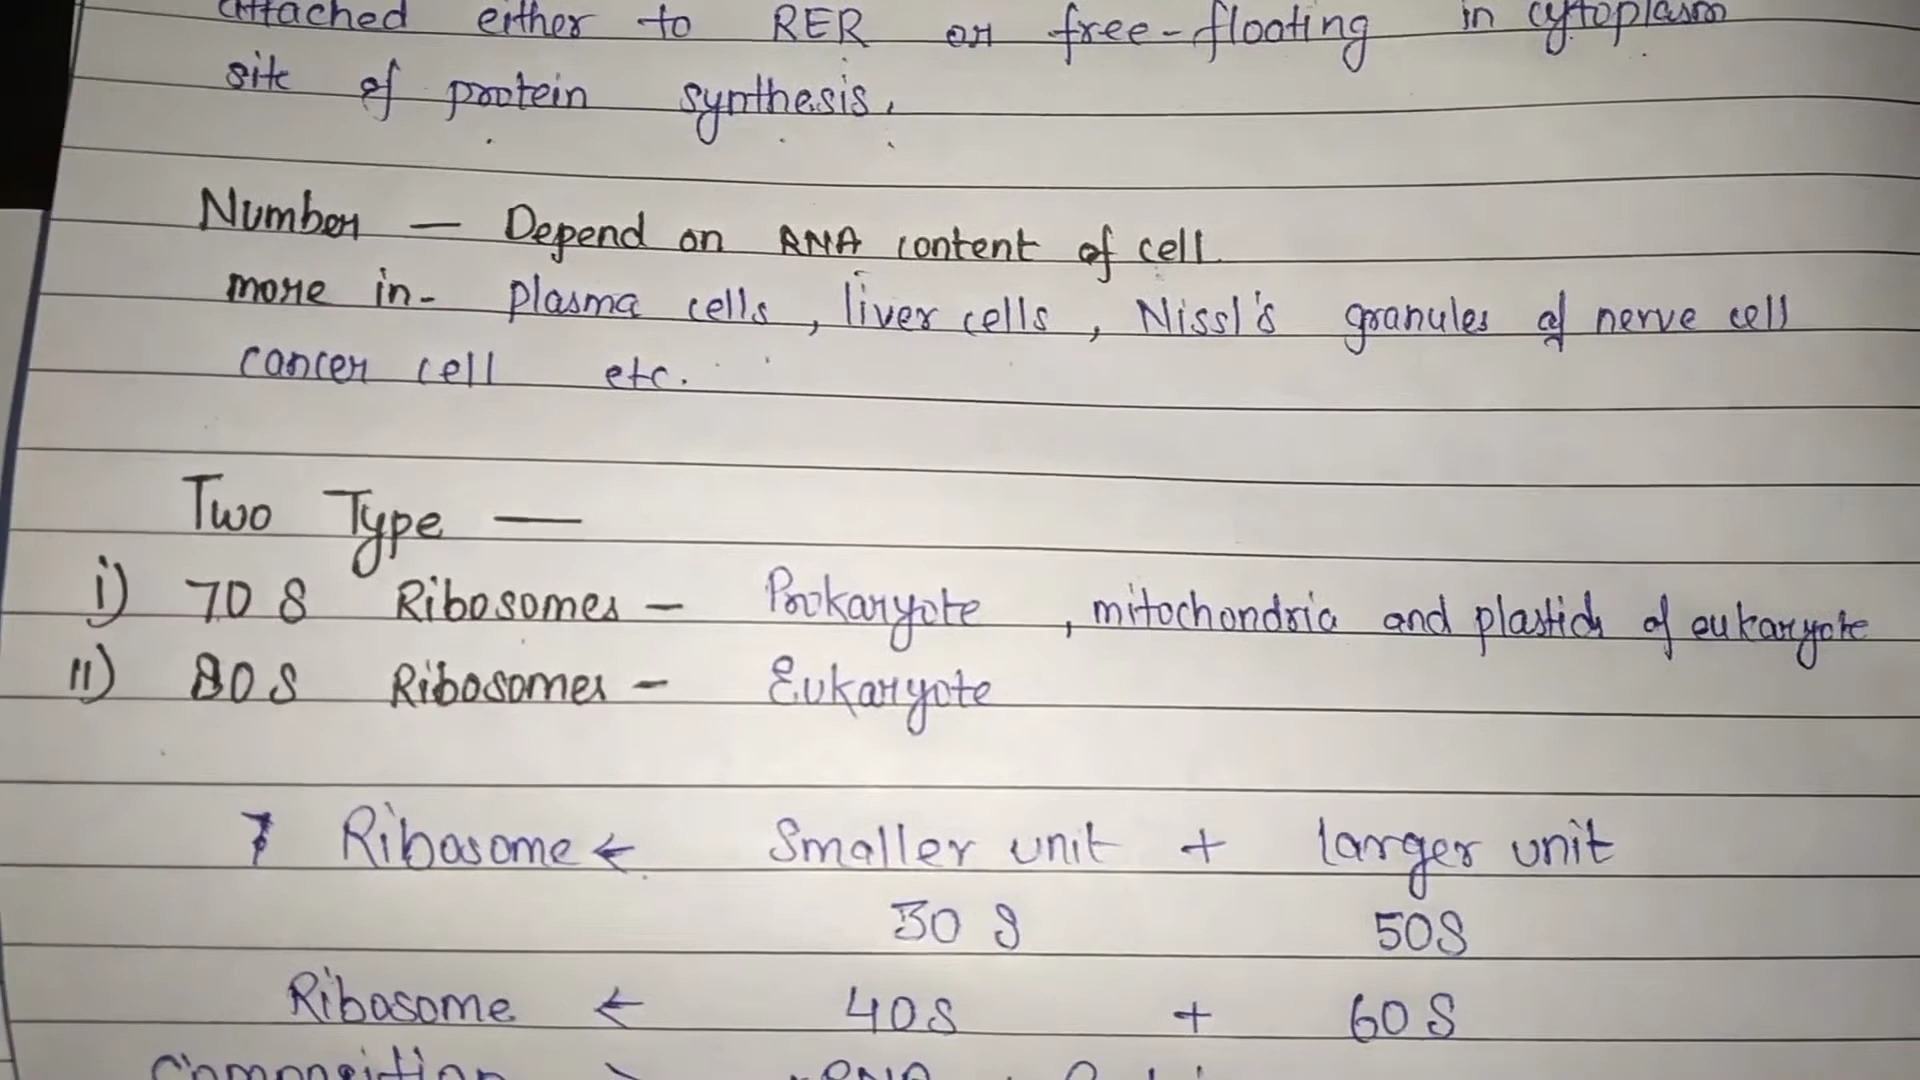 attached either to RER or free-floating in cytoplasm
site of protein synthesis.
Number — Depend on RNA content of cell.
more in- plasma cells, liver cells, Nissl's granules of nerve cell
cancer cell etc.
Two Type —
i) 70 S Ribosomes - Prokaryote, mitochondria and plastids of eukaryote
ii) 80 S Ribosomes - Eukaryote
Ribosome ← Smaller unit + larger unit
30 S 50S
Ribosome ← 40S + 60 S
Composition